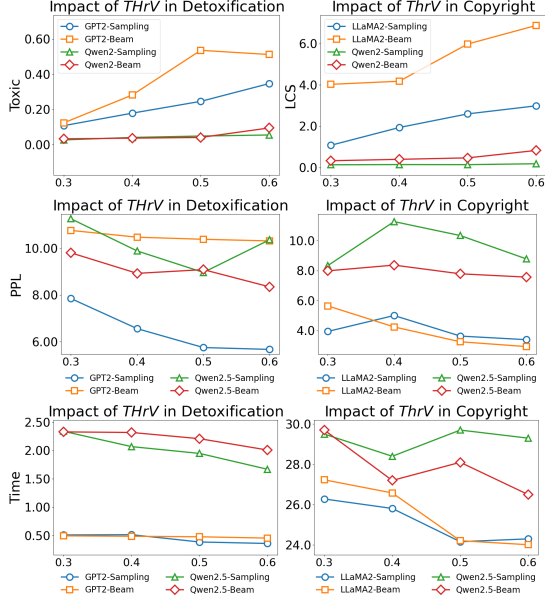 Impact of THrV in Detoxification
Toxic
0.60
0.40
0.20
0.00
GPT2-Sampling
GPT2-Beam
Qwen2-Sampling
Qwen2-Beam
0.3 0.4 0.5 0.6
Impact of ThrV in Copyright
LCS
6.0
4.0
2.0
0.0
LLaMA2-Sampling
LLaMA2-Beam
Qwen2-Sampling
Qwen2-Beam
0.3 0.4 0.5 0.6
Impact of THrV in Detoxification
PPL
10.00
8.00
6.00
0.3 0.4 0.5 0.6
GPT2-Sampling Qwen2.5-Sampling
GPT2-Beam Qwen2.5-Beam
Impact of ThrV in Copyright
10.0
8.0
6.0
4.0
0.3 0.4 0.5 0.6
LLaMA2-Sampling Qwen2.5-Sampling
LLaMA2-Beam Qwen2.5-Beam
Impact of THrV in Detoxification
Time
2.50
2.00
1.50
1.00
0.50
0.3 0.4 0.5 0.6
GPT2-Sampling Qwen2.5-Sampling
GPT2-Beam Qwen2.5-Beam
Impact of ThrV in Copyright
30.0
28.0
26.0
24.0
0.3 0.4 0.5 0.6
LLaMA2-Sampling Qwen2.5-Sampling
LLaMA2-Beam Qwen2.5-Beam